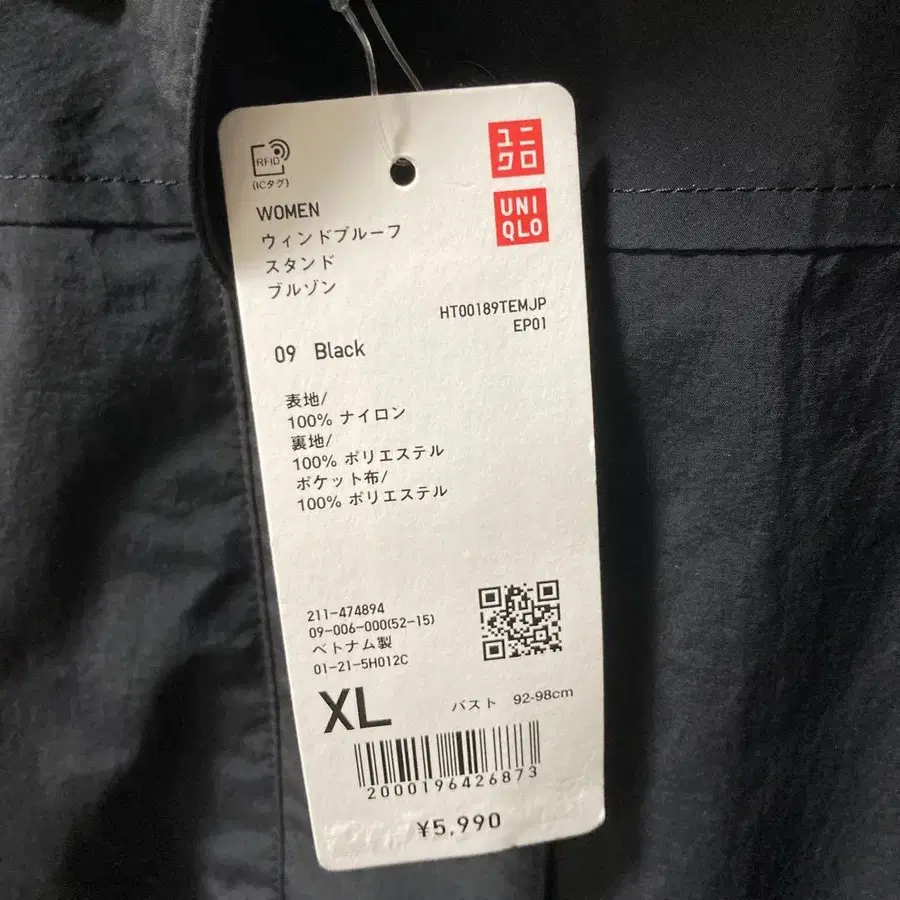 RFID
(ICタグ)
ユニ
クロ
UNI
QLO
WOMEN
ウィンドプルーフ
スタンド
ブルゾン
HT00189TEMJP
EP01
09 Black
表地/
100% ナイロン
裏地/
100% ポリエステル
ポケット布/
100% ポリエステル
211-474894
09-006-000(52-15)
ベトナム製
01-21-5H012C
XL バスト 92-98cm
2000196426873
¥5,990